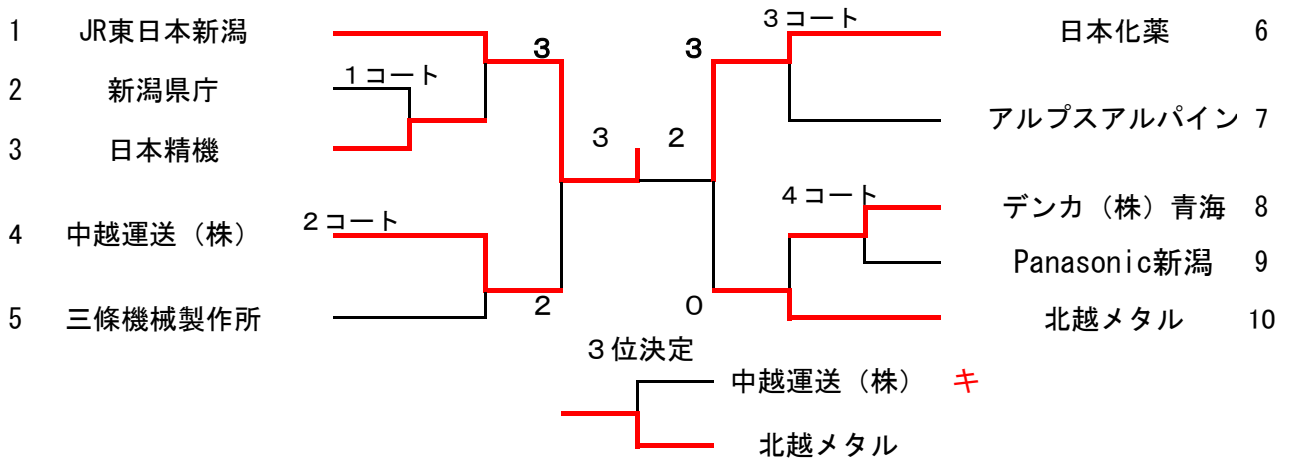 1 JR東日本新潟
2 新潟県庁
3 日本精機
4 中越運送（株）
5 三條機械製作所
1コート
2コート
3
2
3 2
3コート
4コート
3
0
日本化薬 6
アルプスアルパイン 7
デンカ（株）青海 8
Panasonic新潟 9
北越メタル 10
3位決定
中越運送（株） キ
北越メタル